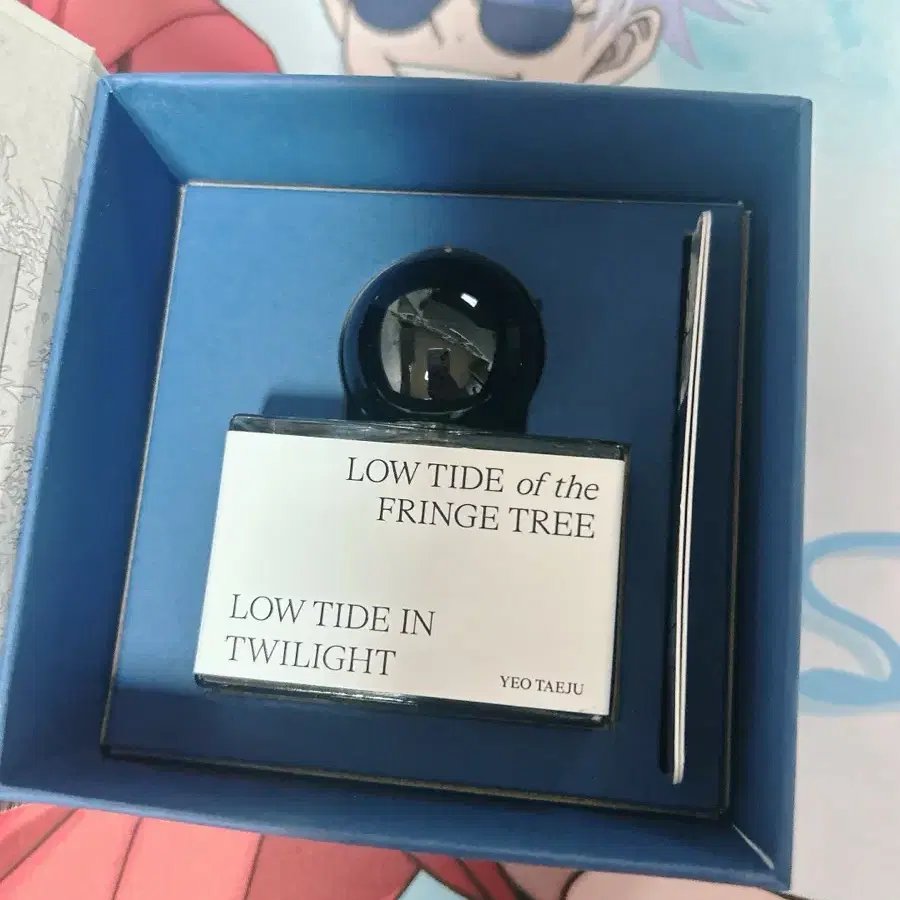 LOW TIDE of the
FRINGE TREE
LOW TIDE IN
TWILIGHT
YEO TAEJU